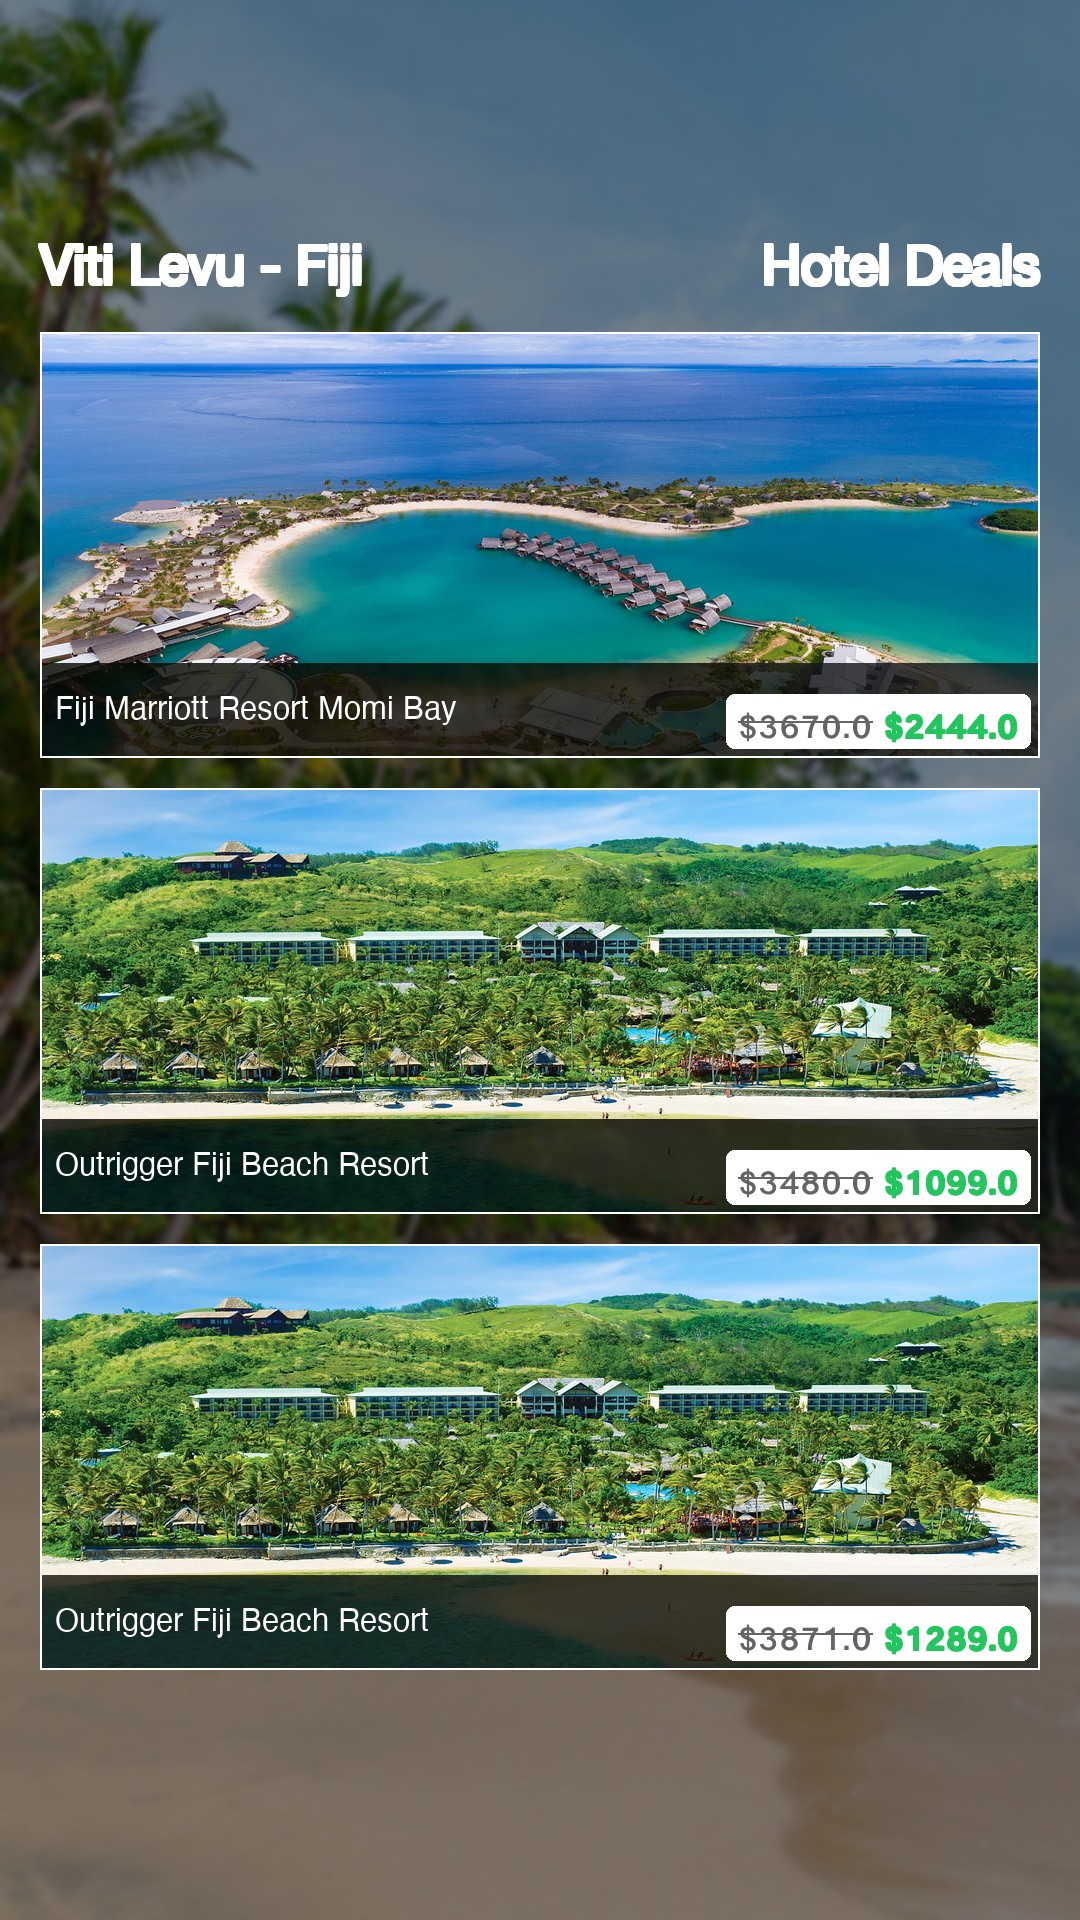 Viti Levu - Fiji Hotel Deals
Fiji Marriott Resort Momi Bay
$3670.0 $2444.0
Outrigger Fiji Beach Resort
$3480.0 $1099.0
Outrigger Fiji Beach Resort
$3871.0 $1289.0